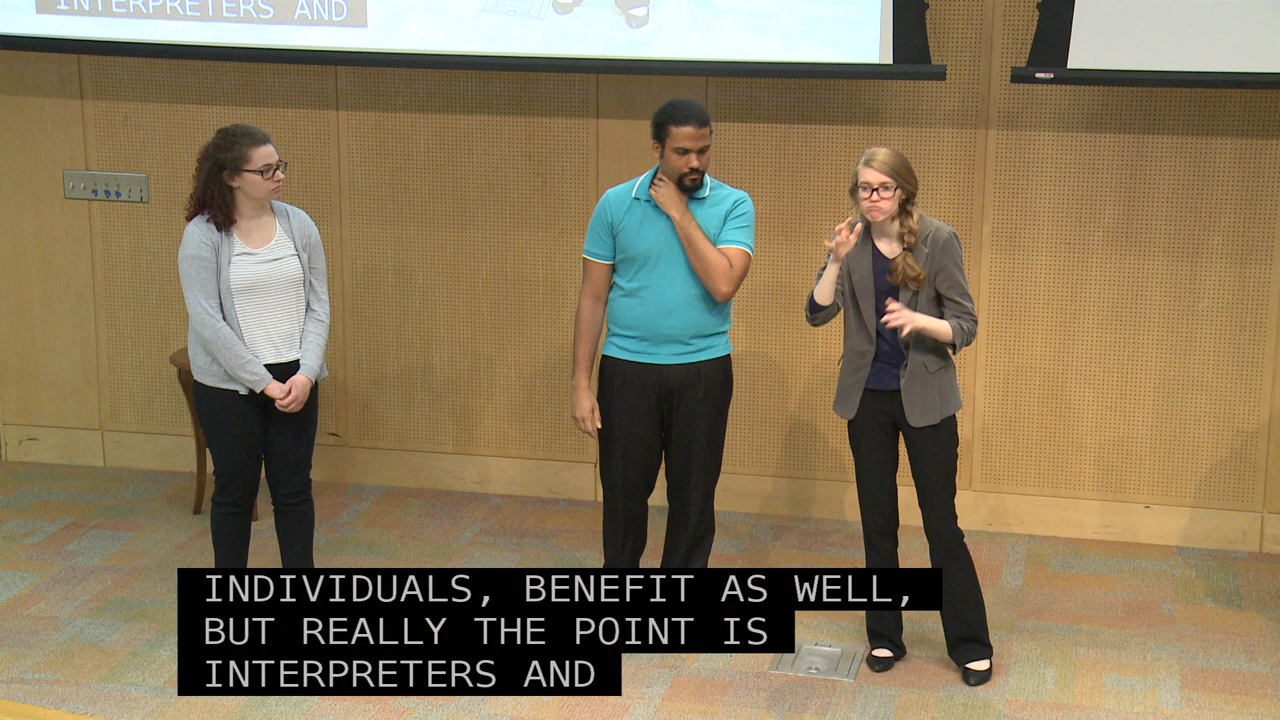 INTERPRETERS AND
INDIVIDUALS, BENEFIT AS WELL,
BUT REALLY THE POINT IS
INTERPRETERS AND